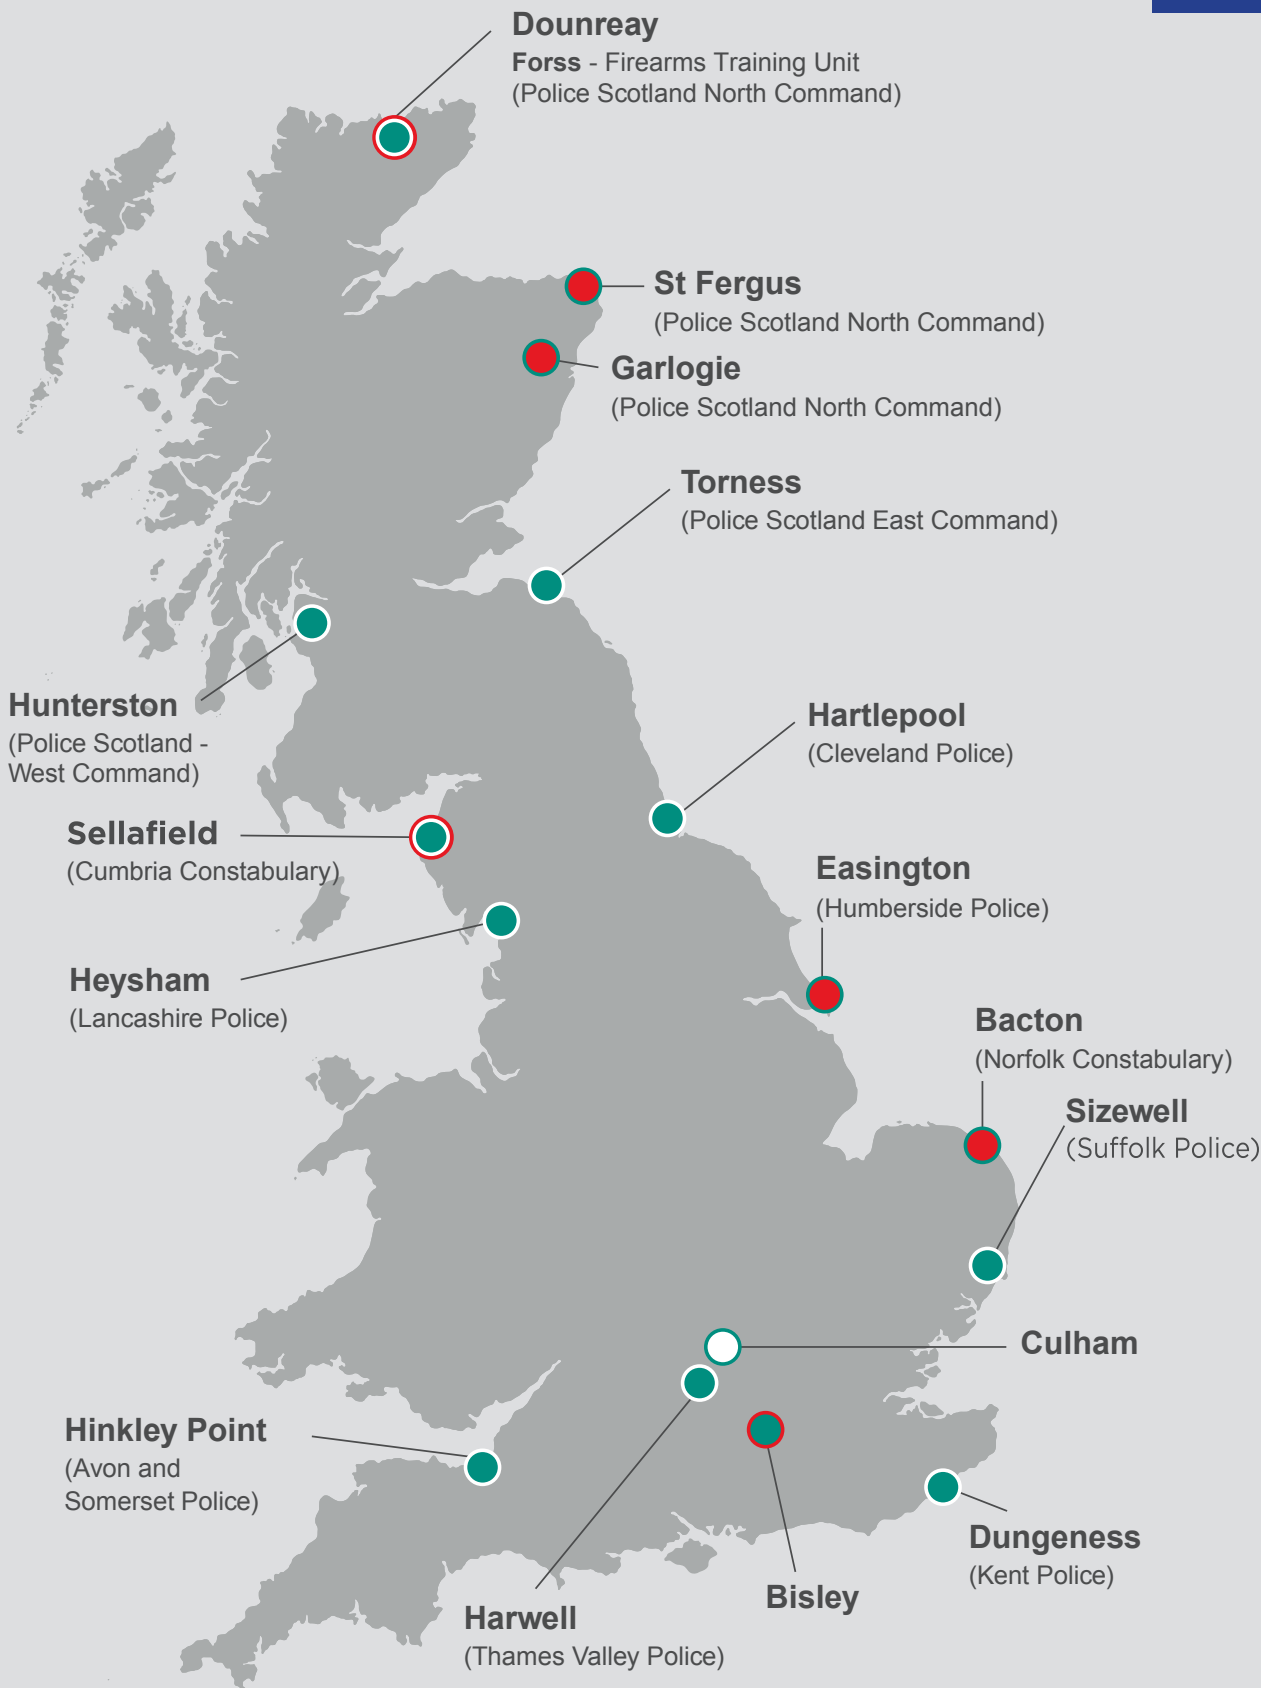 Dounreay
Forss - Firearms Training Unit
(Police Scotland North Command)
St Fergus
(Police Scotland North Command)
Garlogie
(Police Scotland North Command)
Torness
(Police Scotland East Command)
Hunterston
(Police Scotland -
West Command)
Hartlepool
(Cleveland Police)
Sellafield
(Cumbria Constabulary)
Easington
(Humberside Police)
Heysham
(Lancashire Police)
Bacton
(Norfolk Constabulary)
Sizewell
(Suffolk Police)
Culham
Hinkley Point
(Avon and
Somerset Police)
Dungeness
(Kent Police)
Bisley
Harwell
(Thames Valley Police)